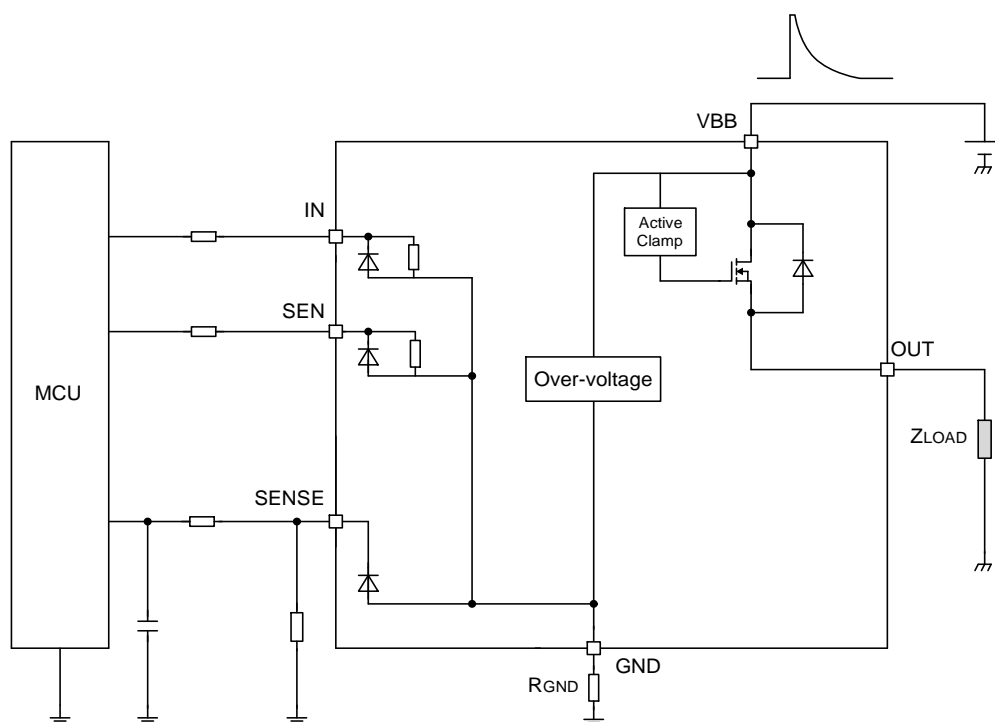 VBB
IN
Active
Clamp
SEN
OUT
MCU
Over-voltage
ZLOAD
SENSE
GND
RGND